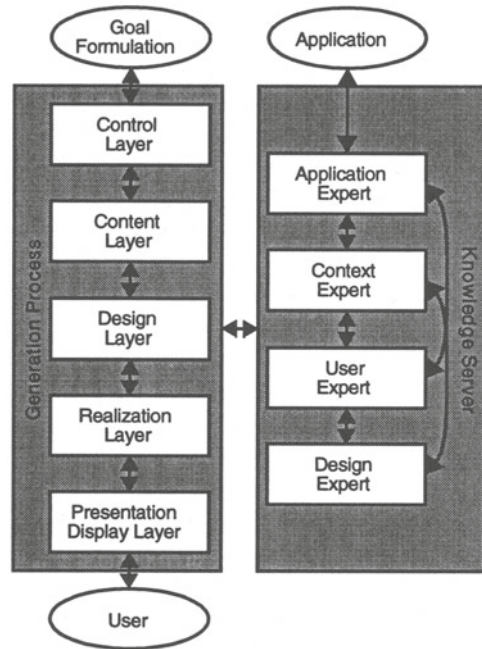 Goal
Formulation
Control
Layer
Content
Layer
Design
Layer
Realization
Layer
Presentation
Display Layer
User
Generation Process
Application
Application
Expert
Context
Expert
User
Expert
Design
Expert
Knowledge Server